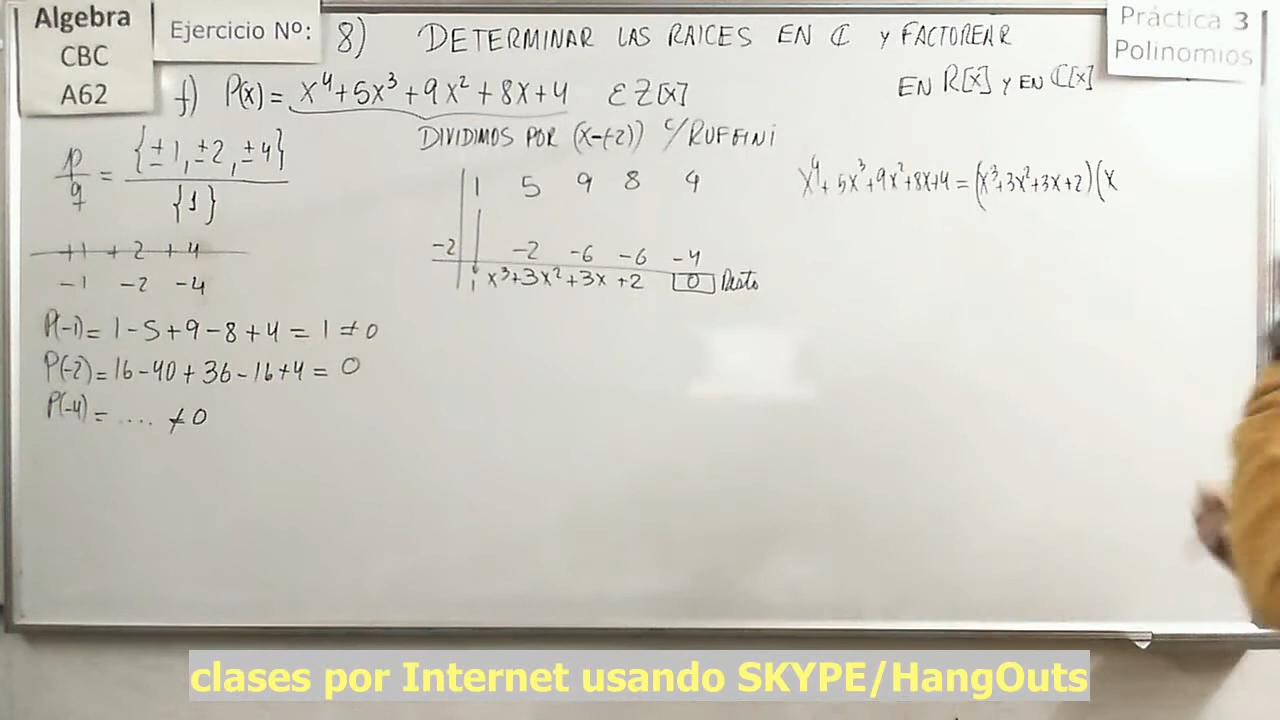 Algebra
CBC
A62
Ejercicio Nº:
8) DETERMINAR LAS RAICES EN ℂ Y FACTOREAR
EN R[X] Y EN ℂ[X]
Práctica 3
Polinomios
f) P(x) = x⁴+5x³+9x²+8x+4 ∈ Z[x]
p/q = {±1, ±2, ±4} / {1}
+1 +2 +4
-1 -2 -4
P(-1) = 1-5+9-8+4 = 1 ≠ 0
P(-2) = 16-40+36-16+4 = 0
P(-4) = .... ≠ 0
DIVIDIMOS POR (x-(-2)) c/RUFFINI
1 5 9 8 4
-2 -2 -6 -6 -4
1 x³+3x²+3x+2 0 Resto
x⁴+5x³+9x²+8x+4 = (x³+3x²+3x+2)(x
clases por Internet usando SKYPE/HangOuts